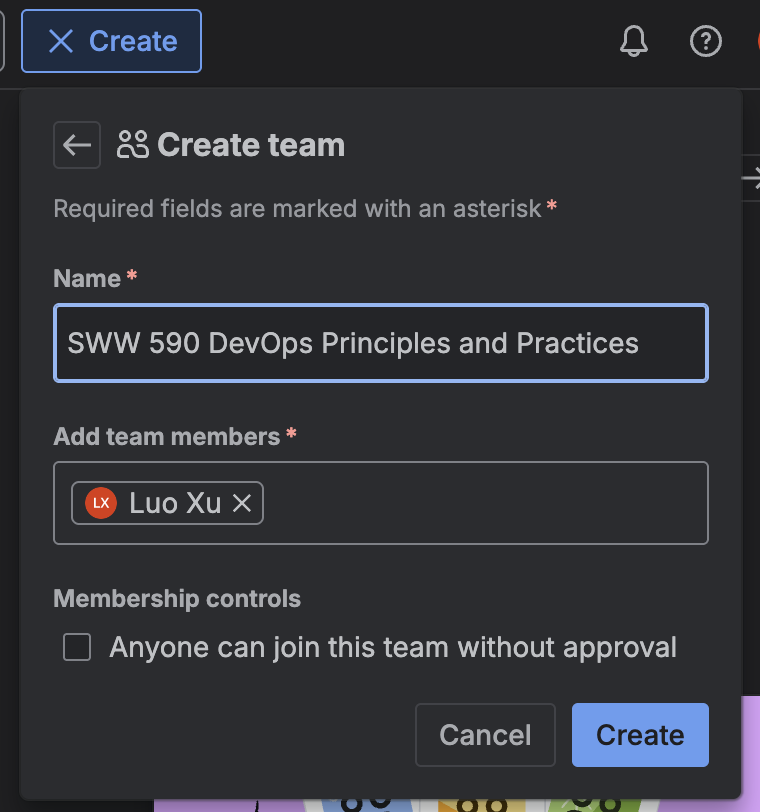 Create
Create team
Required fields are marked with an asterisk *
Name *
SWW 590 DevOps Principles and Practices
Add team members *
LX Luo Xu
Membership controls
Anyone can join this team without approval
Cancel Create